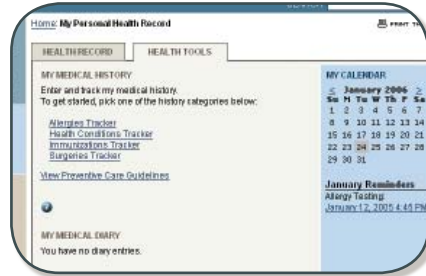 Home: My Personal Health Record
PRINT
HEALTH RECORD
HEALTH TOOLS
MY MEDICAL HISTORY
Enter and track my medical history.
To get started, pick one of the history categories below:
Allergies Tracker
Health Conditions Tracker
Immunizations Tracker
Surgeries Tracker
View Preventive Care Guidelines
MY MEDICAL DIARY
You have no diary entries.
MY CALENDAR
< January 2006 >
Su M Tu W Th F Sa
1 2 3 4 5 6 7
8 9 10 11 12 13 14
15 16 17 18 19 20 21
22 23 24 25 26 27 28
29 30 31
January Reminders
Allergy Testing
January 12, 2005 4:45 PM